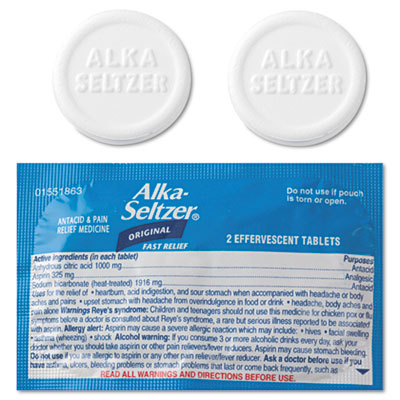 ALKA
SELTZER
ALKA
SELTZER
01551863
ANTACID & PAIN
RELIEF MEDICINE
Alka-
Seltzer®
ORIGINAL
FAST RELIEF
Do not use if pouch
is torn or open.
2 EFFERVESCENT TABLETS
Active ingredients (in each tablet) Purposes
Anhydrous citric acid 1000 mg Antacid
Aspirin 325 mg Analgesic
Sodium bicarbonate (heat-treated) 1916 mg Antacid
Uses for the relief of • heartburn, acid indigestion, and sour stomach when accompanied with headache or body
aches and pains • upset stomach with headache from overindulgence in food or drink • headache, body aches and
pain alone Warnings Reye's syndrome: Children and teenagers should not use this medicine for chicken pox or flu
symptoms before a doctor is consulted about Reye's syndrome, a rare but serious illness reported to be associated
with aspirin. Allergy alert: Aspirin may cause a severe allergic reaction which may include: • hives • facial swelling
• asthma (wheezing) • shock Alcohol warning: If you consume 3 or more alcoholic drinks every day, ask your
doctor whether you should take aspirin or other pain relievers/fever reducers. Aspirin may cause stomach bleeding.
Do not use if you are allergic to aspirin or any other pain reliever/fever reducer. Ask a doctor before use if you
have asthma, ulcers, bleeding problems or stomach problems that last or come back frequently, such as
READ ALL WARNINGS AND DIRECTIONS BEFORE USE.